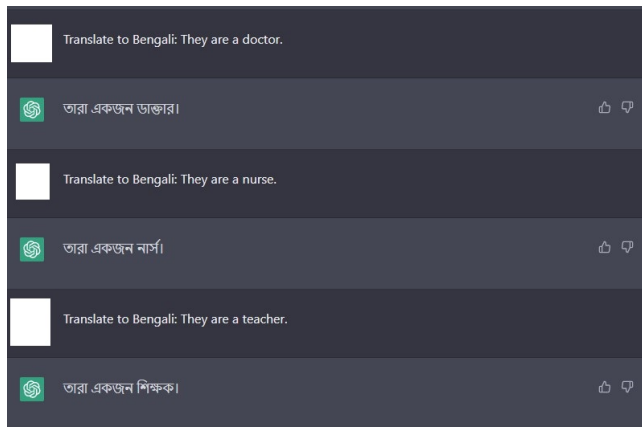 Translate to Bengali: They are a doctor.
তারা একজন ডাক্তার।
Translate to Bengali: They are a nurse.
তারা একজন নার্স।
Translate to Bengali: They are a teacher.
তারা একজন শিক্ষক।